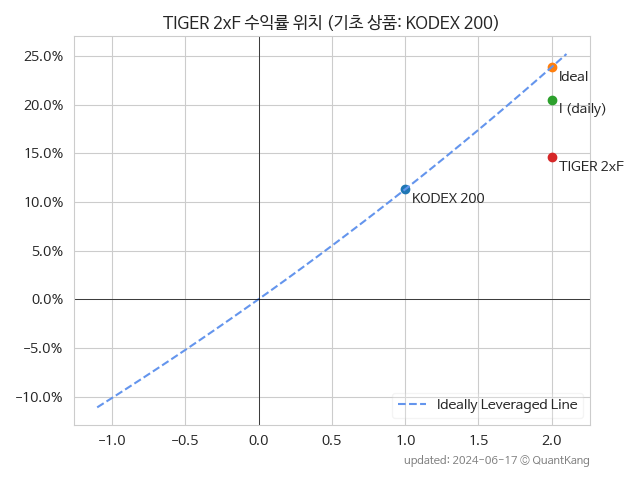 TIGER 2xF 수익률 위치 (기초 상품: KODEX 200)
25.0%
Ideal
20.0%
I (daily)
15.0%
TIGER 2xF
10.0%
KODEX 200
5.0%
0.0%
−5.0%
−10.0%
Ideally Leveraged Line
−1.0 −0.5 0.0 0.5 1.0 1.5 2.0
updated: 2024-06-17 © QuantKang